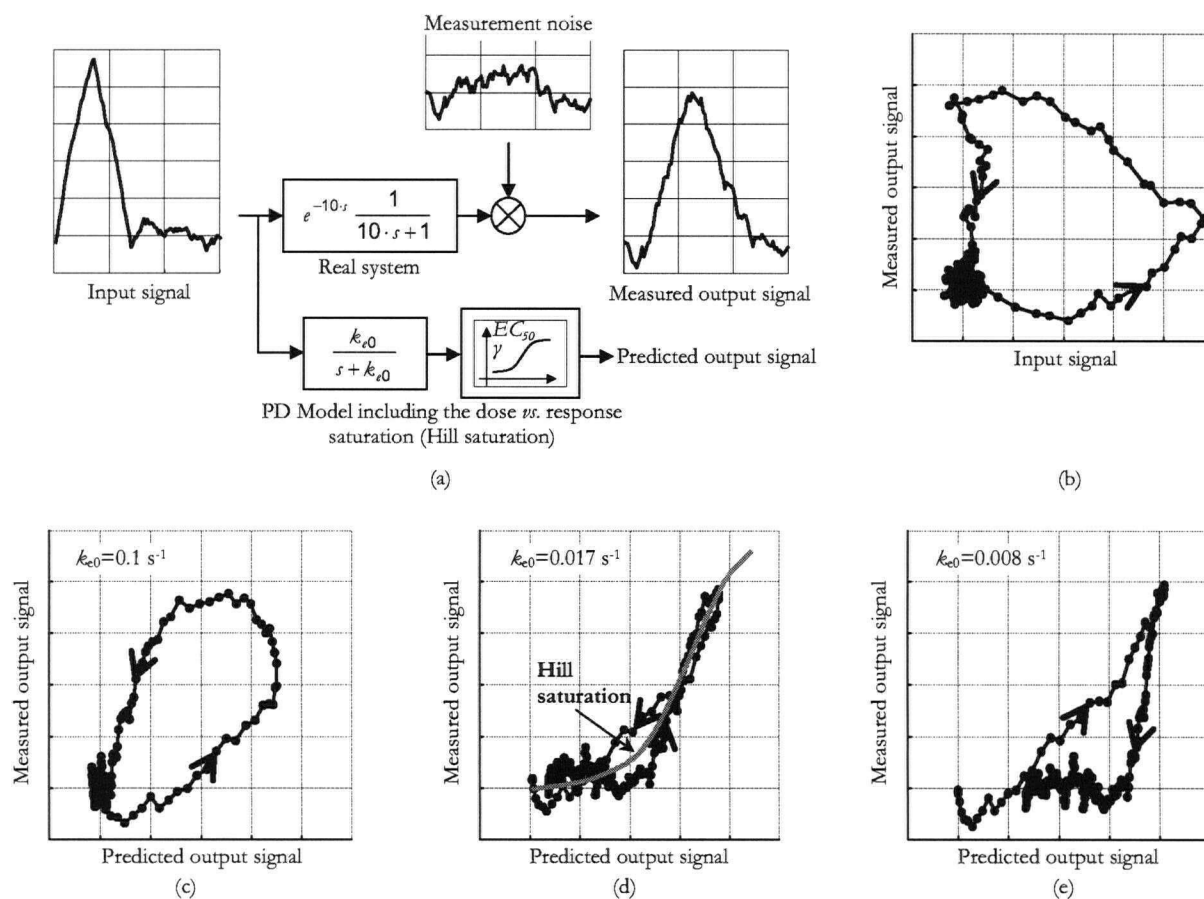 Measurement noise
Input signal
e^{-10·s} 1/(10·s+1)
Real system
Measured output signal
k_{e0}/(s+k_{e0})
EC_{50}
γ
Predicted output signal
PD Model including the dose vs. response
saturation (Hill saturation)
(a)
Measured output signal
Input signal
(b)
k_{e0}=0.1 s^{-1}
Measured output signal
Predicted output signal
(c)
k_{e0}=0.017 s^{-1}
Hill
saturation
Measured output signal
Predicted output signal
(d)
k_{e0}=0.008 s^{-1}
Measured output signal
Predicted output signal
(e)